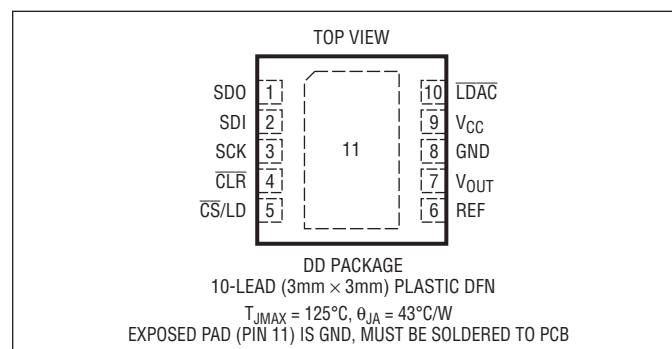 TOP VIEW
SDO 1
SDI 2
SCK 3
CLR 4
CS/LD 5
11
10 LDAC
9 VCC
8 GND
7 VOUT
6 REF
DD PACKAGE
10-LEAD (3mm × 3mm) PLASTIC DFN
TJMAX = 125°C, θJA = 43°C/W
EXPOSED PAD (PIN 11) IS GND, MUST BE SOLDERED TO PCB